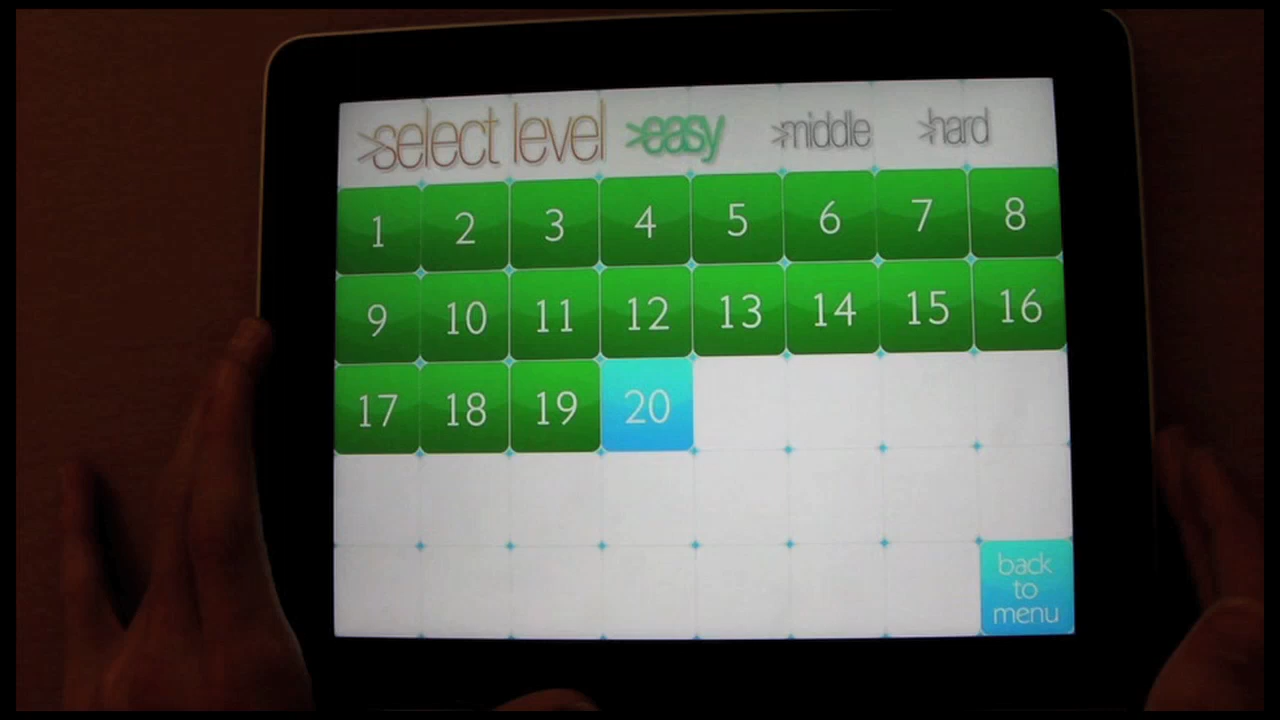 >select level >easy >middle >hard
1 2 3 4 5 6 7 8
9 10 11 12 13 14 15 16
17 18 19 20
back
to
menu